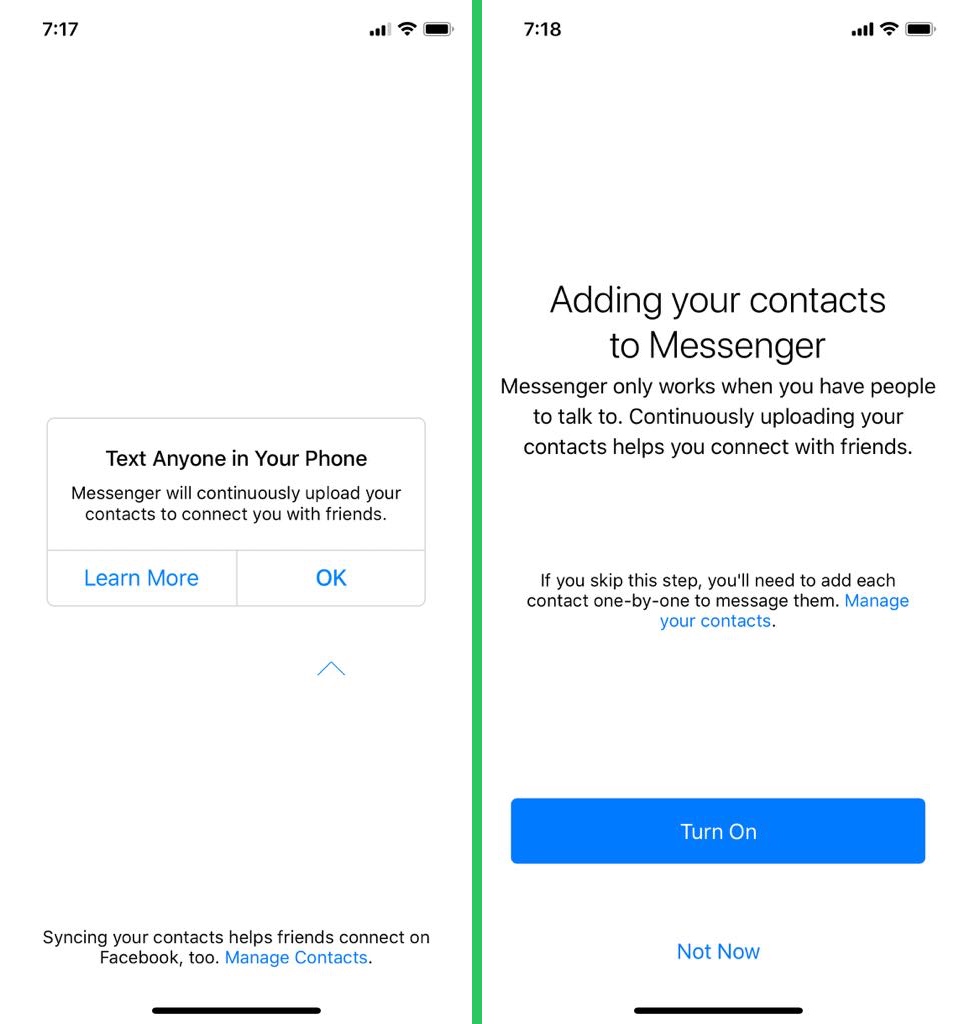 7:17
Text Anyone in Your Phone
Messenger will continuously upload your
contacts to connect you with friends.
Learn More
OK
Syncing your contacts helps friends connect on
Facebook, too. Manage Contacts.
7:18
Adding your contacts
to Messenger
Messenger only works when you have people
to talk to. Continuously uploading your
contacts helps you connect with friends.
If you skip this step, you'll need to add each
contact one-by-one to message them. Manage
your contacts.
Turn On
Not Now